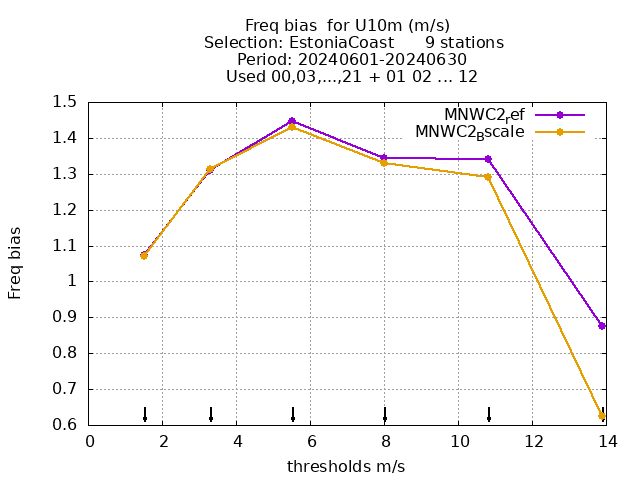 Freq bias  for U10m (m/s)
Selection: EstoniaCoast      9 stations
Period: 20240601-20240630
Used 00,03,...,21 + 01 02 ... 12
MNWC2ref
MNWC2Bscale
1.5
1.4
1.3
1.2
1.1
1
0.9
0.8
0.7
0.6
Freq bias
0 2 4 6 8 10 12 14
thresholds m/s